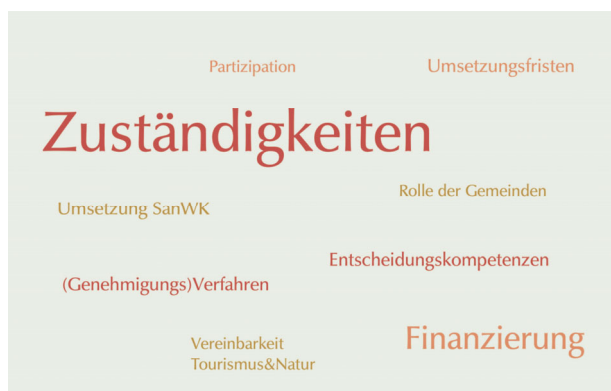 Partizipation
Umsetzungsfristen
Zuständigkeiten
Rolle der Gemeinden
Umsetzung SanWK
Entscheidungskompetenzen
(Genehmigungs)Verfahren
Finanzierung
Vereinbarkeit
Tourismus&Natur